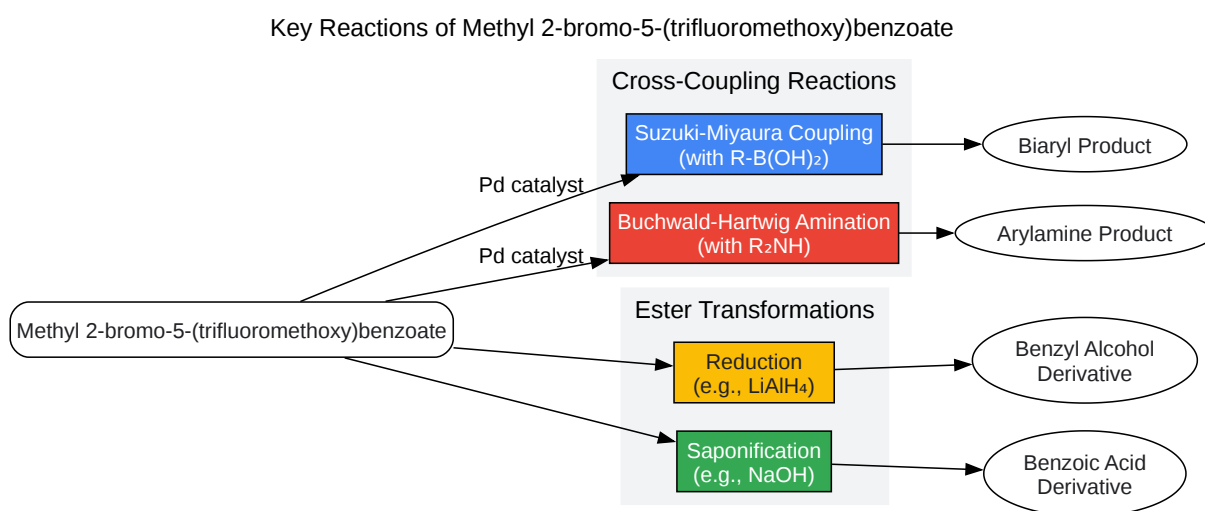 Key Reactions of Methyl 2-bromo-5-(trifluoromethoxy)benzoate
Cross-Coupling Reactions
Suzuki-Miyaura Coupling
(with R-B(OH)₂)
Biaryl Product
Pd catalyst
Buchwald-Hartwig Amination
(with R₂NH)
Arylamine Product
Pd catalyst
Methyl 2-bromo-5-(trifluoromethoxy)benzoate
Ester Transformations
Reduction
(e.g., LiAlH₄)
Benzyl Alcohol
Derivative
Saponification
(e.g., NaOH)
Benzoic Acid
Derivative